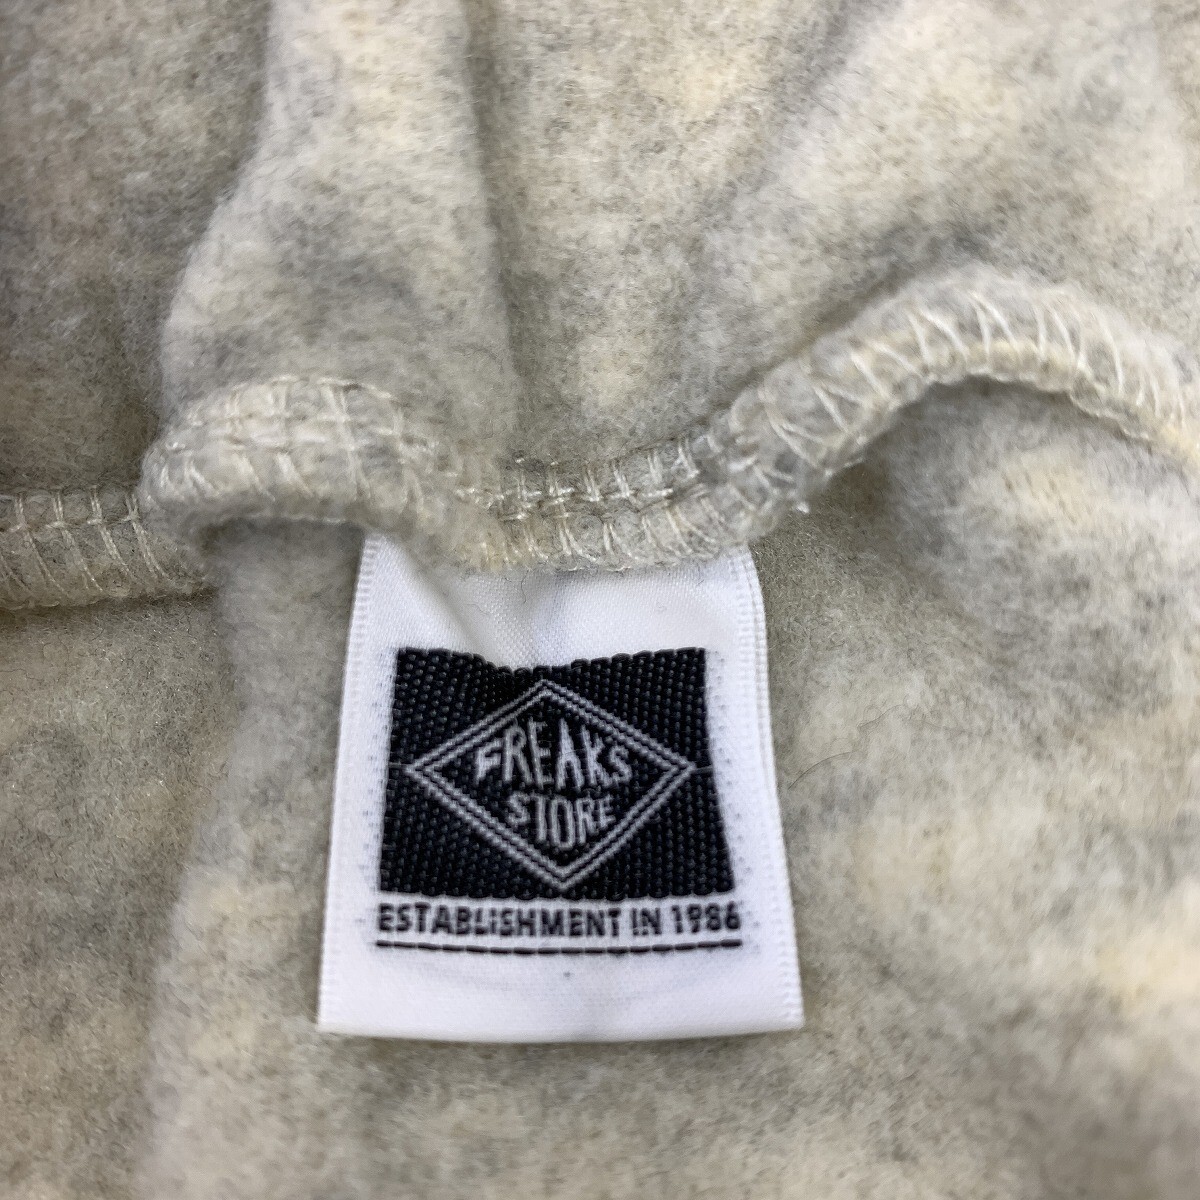 FREAKS
STORE
ESTABLiSHMENT IN 1986